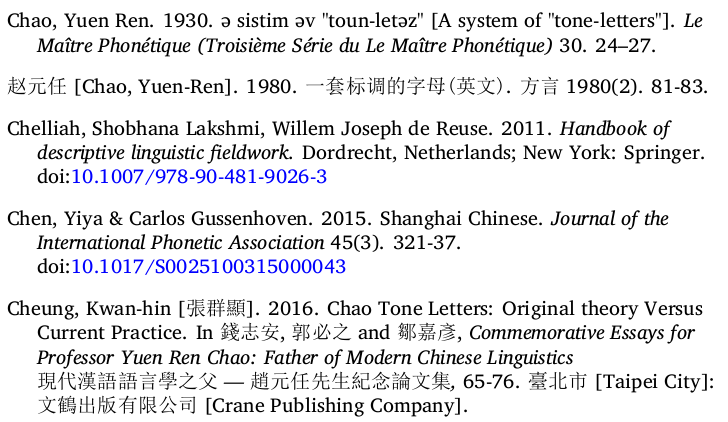 Chao, Yuen Ren. 1930. ə sistim əv "toun-letəz" [A system of "tone-letters"]. Le
Maître Phonétique (Troisième Série du Le Maître Phonétique) 30. 24–27.
赵元任 [Chao, Yuen-Ren]. 1980. 一套标调的字母(英文). 方言 1980(2). 81-83.
Chelliah, Shobhana Lakshmi, Willem Joseph de Reuse. 2011. Handbook of
descriptive linguistic fieldwork. Dordrecht, Netherlands; New York: Springer.
doi:10.1007/978-90-481-9026-3
Chen, Yiya & Carlos Gussenhoven. 2015. Shanghai Chinese. Journal of the
International Phonetic Association 45(3). 321-37.
doi:10.1017/S0025100315000043
Cheung, Kwan-hin [張群顯]. 2016. Chao Tone Letters: Original theory Versus
Current Practice. In 錢志安, 郭必之 and 鄒嘉彥, Commemorative Essays for
Professor Yuen Ren Chao: Father of Modern Chinese Linguistics
現代漢語語言學之父 — 趙元任先生紀念論文集, 65-76. 臺北市 [Taipei City]:
文鶴出版有限公司 [Crane Publishing Company].